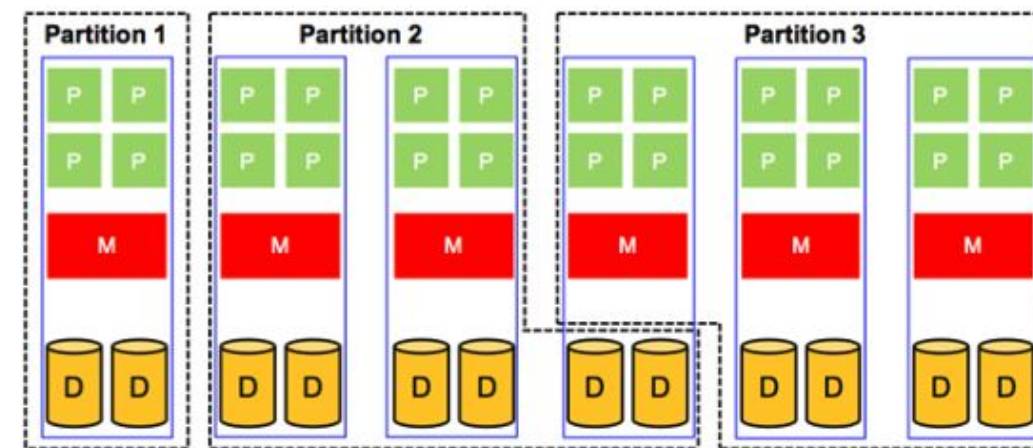 Partition 1 Partition 2 Partition 3
P P P P P P P P P P P P
P P P P P P P P P P P P
M M M M M M
D D D D D D D D D D D D